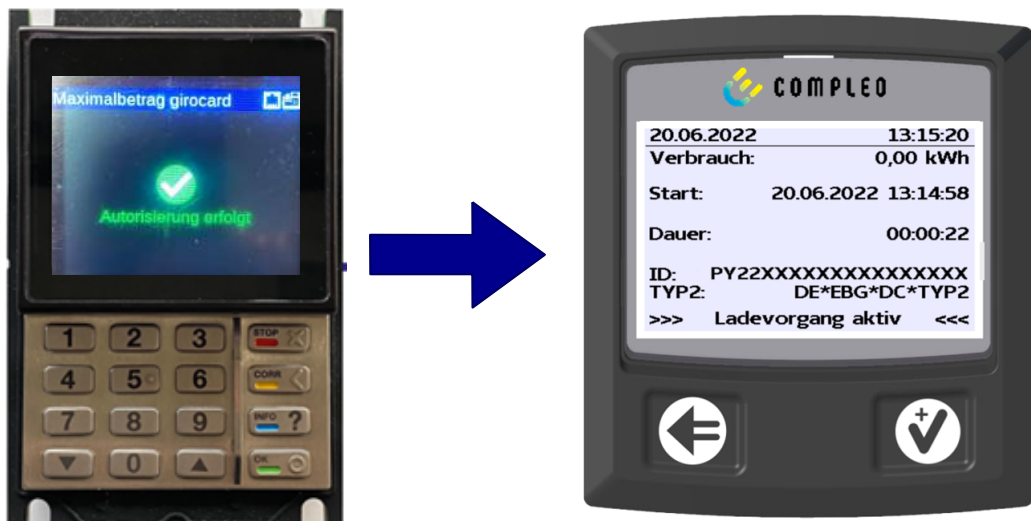 Maximalbetrag girocard
Autorisierung erfolgt
1 2 3 STOP
4 5 6 CORR
7 8 9 INFO ?
0 OK
COMPLEO
20.06.2022 13:15:20
Verbrauch: 0,00 kWh
Start: 20.06.2022 13:14:58
Dauer: 00:00:22
ID: PY22XXXXXXXXXXXXXXX
TYP2: DE*EBG*DC*TYP2
>>> Ladevorgang aktiv <<<